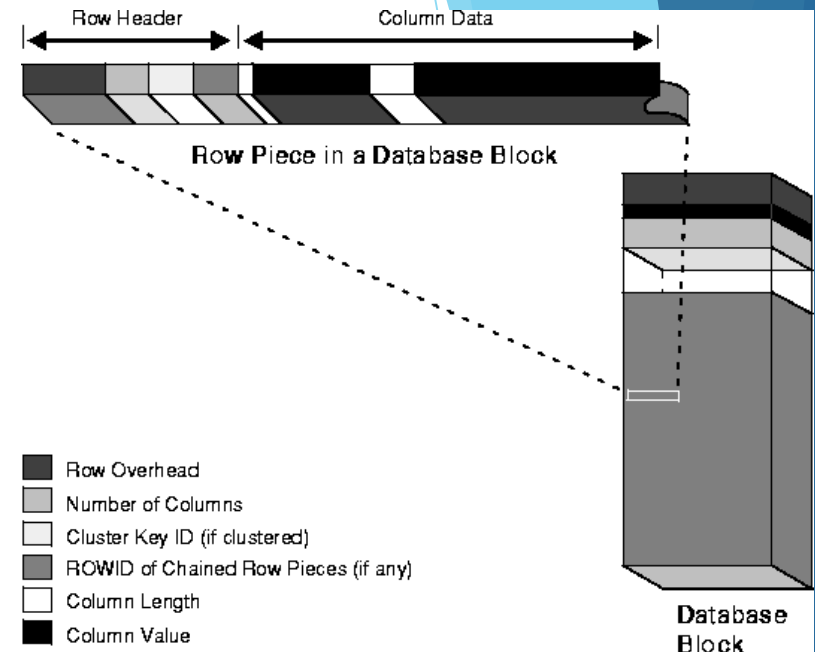 Row Header
Column Data
Row Piece in a Database Block
Row Overhead
Number of Columns
Cluster Key ID (if clustered)
ROWID of Chained Row Pieces (if any)
Column Length
Column Value
Database
Block